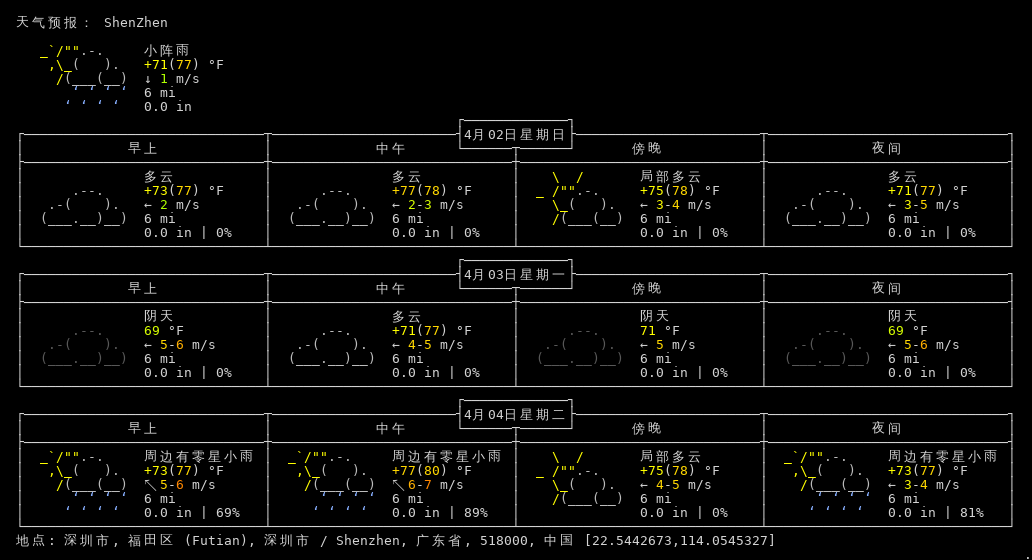 天气预报： ShenZhen
小阵雨
+71(77) °F
↓ 1 m/s
6 mi
0.0 in
4月02日星期日
早上 中午 傍晚 夜间
多云 多云 局部多云 多云
+73(77) °F +77(78) °F +75(78) °F +71(77) °F
← 2 m/s ← 2-3 m/s ← 3-4 m/s ← 3-5 m/s
6 mi 6 mi 6 mi 6 mi
0.0 in | 0% 0.0 in | 0% 0.0 in | 0% 0.0 in | 0%
4月03日星期一
早上 中午 傍晚 夜间
阴天 多云 阴天 阴天
69 °F +71(77) °F 71 °F 69 °F
← 5-6 m/s ← 4-5 m/s ← 5 m/s ← 5-6 m/s
6 mi 6 mi 6 mi 6 mi
0.0 in | 0% 0.0 in | 0% 0.0 in | 0% 0.0 in | 0%
4月04日星期二
早上 中午 傍晚 夜间
周边有零星小雨 周边有零星小雨 局部多云 周边有零星小雨
+73(77) °F +77(80) °F +75(78) °F +73(77) °F
↖ 5-6 m/s ↖ 6-7 m/s ← 4-5 m/s ← 3-4 m/s
6 mi 6 mi 6 mi 6 mi
0.0 in | 69% 0.0 in | 89% 0.0 in | 0% 0.0 in | 81%
地点: 深圳市, 福田区 (Futian), 深圳市 / Shenzhen, 广东省, 518000, 中国 [22.5442673,114.0545327]